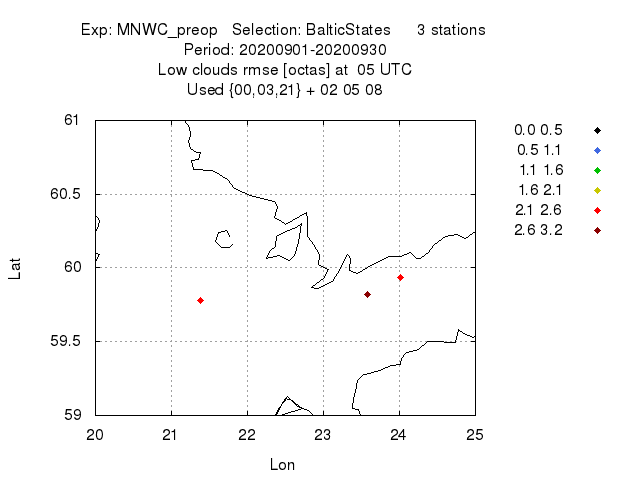 Exp: MNWC_preop Selection: BalticStates 3 stations
Period: 20200901-20200930
Low clouds rmse [octas] at 05 UTC
Used {00,03,21} + 02 05 08
61
60.5
60
59.5
59
Lat
20 21 22 23 24 25
Lon
0.0 0.5
0.5 1.1
1.1 1.6
1.6 2.1
2.1 2.6
2.6 3.2